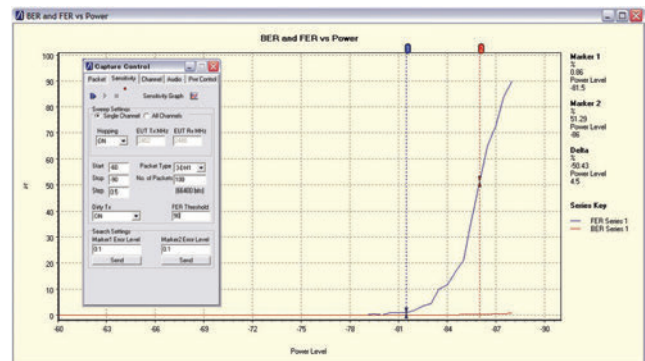 BER and FER vs Power
BER and FER vs Power
Capture Control
Packet Sensitivity Channel Audio Pwr Control
Sensitivity Graph
Sweep Settings
Single Channel All Channels
Hopping EUT Tx MHz EUT Rx MHz
ON
Start -60 Packet Type 2-DH1
Stop -90 No. of Packets 100
Step 0.5
Dirty Tx FER Threshold
ON 90
Search Settings
Marker1 Error Level Marker2 Error Level
0.1 0.1
Send Send
100
90
80
70
60
50
40
30
20
10
0
-60 -63 -66 -69 -72 -75 -78 -81 -84 -87 -90
Power Level
Marker 1
%
0.86
Power Level
-81.5
Marker 2
%
51.29
Power Level
-86
Delta
%
-50.43
Power Level
4.5
Series Key
FER Series 1
BER Series 1